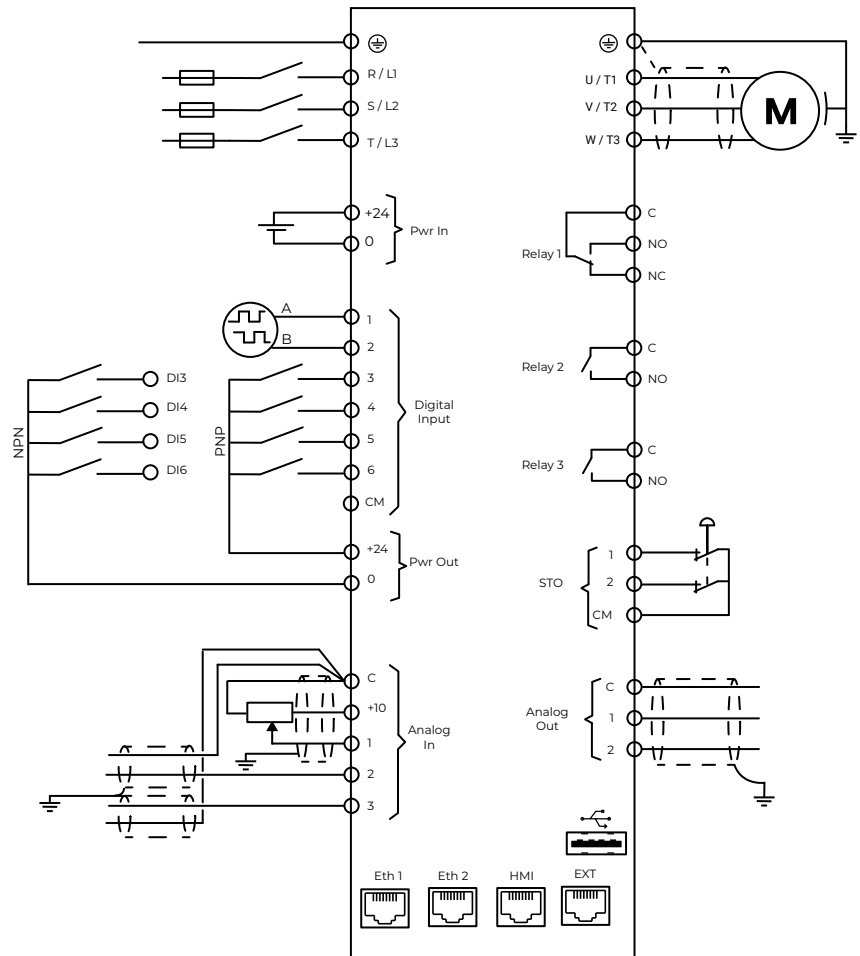 R / L1
S / L2
T / L3
U / T1
V / T2
W / T3
M
+24
0
Pwr In
C
NO
NC
Relay 1
A
B
1
2
3
4
5
6
CM
Digital
Input
NPN
DI3
DI4
DI5
DI6
PNP
Relay 2
C
NO
Relay 3
C
NO
+24
0
Pwr Out
STO
1
2
CM
C
+10
1
2
3
Analog
In
Analog
Out
C
1
2
Eth 1
Eth 2
HMI
EXT